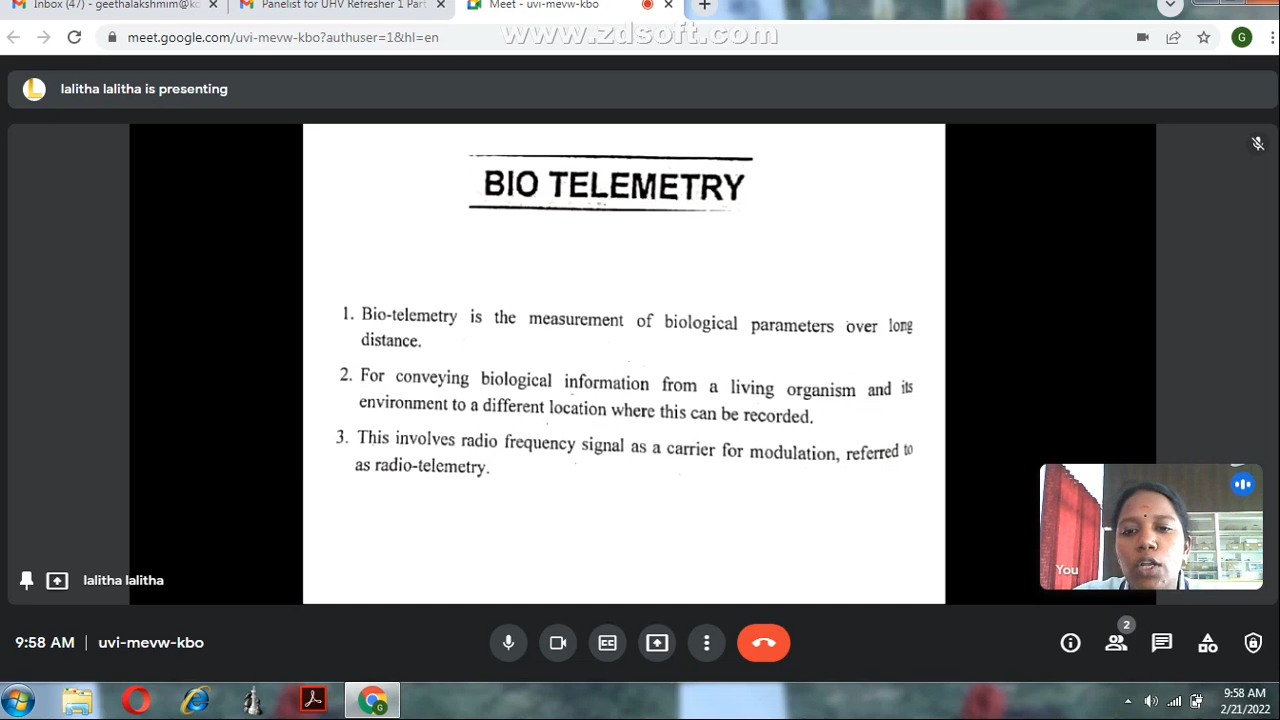 Inbox (47) - geethalakshmim@kc
Panelist for UHV Refresher 1 Part
Meet - uvi-mevw-kbo
meet.google.com/uvi-mevw-kbo?authuser=1&hl=en
www.zdsoft.com
G
L
lalitha lalitha is presenting
BIO TELEMETRY
1. Bio-telemetry is the measurement of biological parameters over long
distance.
2. For conveying biological information from a living organism and its
environment to a different location where this can be recorded.
3. This involves radio frequency signal as a carrier for modulation, referred to
as radio-telemetry.
You
lalitha lalitha
9:58 AM | uvi-mevw-kbo
CC
2
G
9:58 AM
2/21/2022